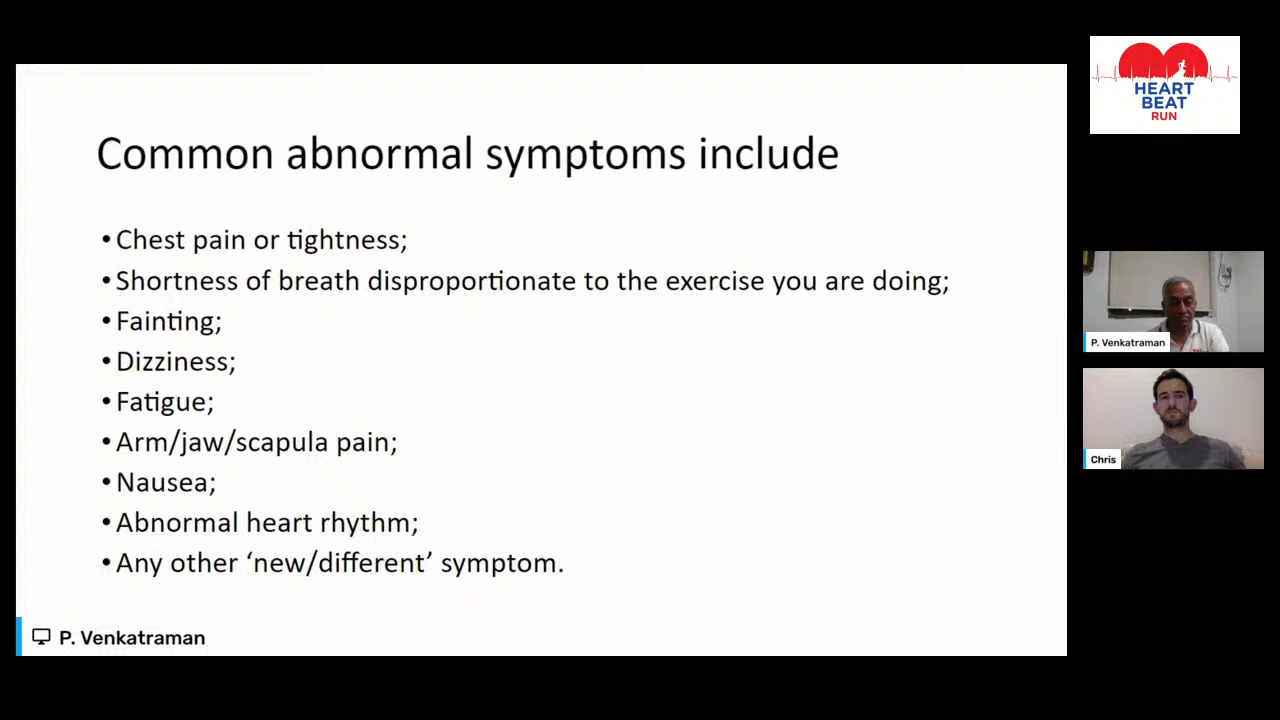 Common abnormal symptoms include
• Chest pain or tightness;
• Shortness of breath disproportionate to the exercise you are doing;
• Fainting;
• Dizziness;
• Fatigue;
• Arm/jaw/scapula pain;
• Nausea;
• Abnormal heart rhythm;
• Any other ‘new/different’ symptom.
P. Venkatraman
HEART
BEAT
RUN
P. Venkatraman
Chris